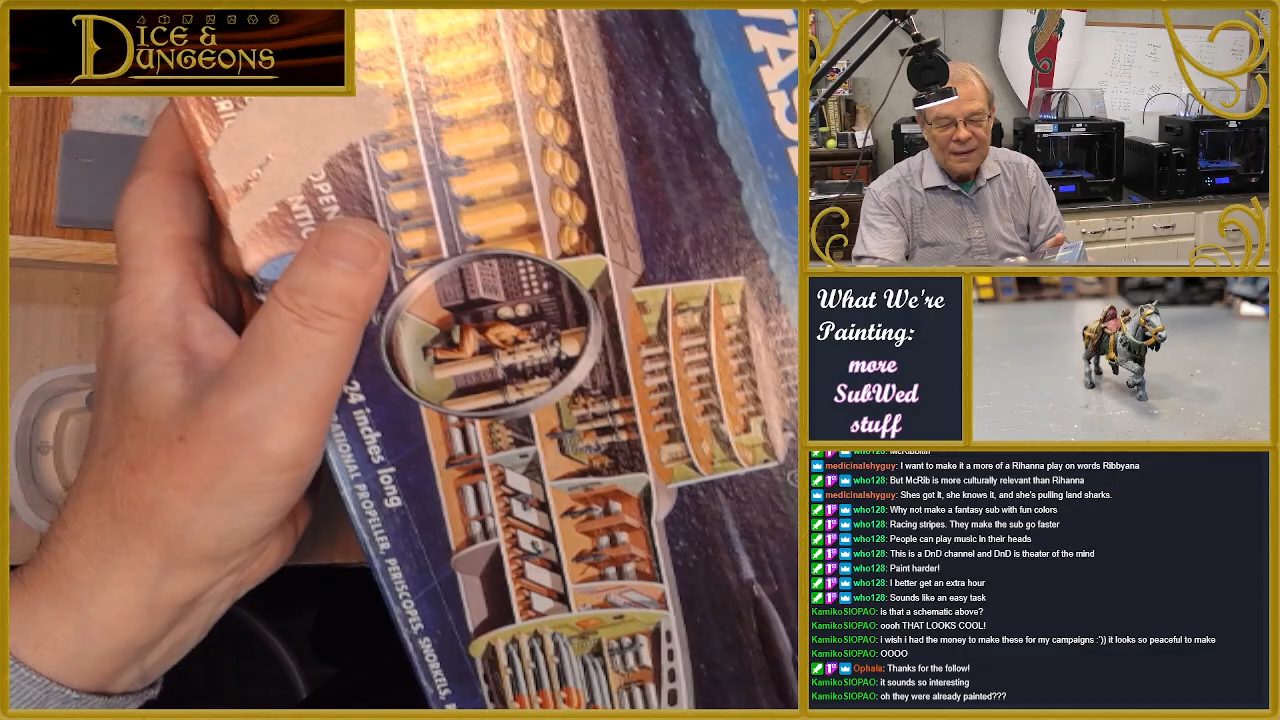 DICE &
DUNGEONS
OPEN
24 inches long
ATIONAL PROPELLER, PERISCOPES, SNORKELS,
What We're
Painting:
more
SubWed
stuff
medicinalshyguy: I want to make it a more of a Rihanna play on words Ribbyana
who128: But McRib is more culturally relevant than Rihanna
medicinalshyguy: Shes got it, she knows it, and she's pulling land sharks.
who128: Why not make a fantasy sub with fun colors
who128: Racing stripes. They make the sub go faster
who128: People can play music in their heads
who128: This is a DnD channel and DnD is theater of the mind
who128: Paint harder!
who128: I better get an extra hour
who128: Sounds like an easy task
KamikoSIOPAO: is that a schematic above?
KamikoSIOPAO: oooh THAT LOOKS COOL!
KamikoSIOPAO: i wish i had the money to make these for my campaigns :')) it looks so peaceful to make
KamikoSIOPAO: OOOO
Ophala: Thanks for the follow!
KamikoSIOPAO: it sounds so interesting
KamikoSIOPAO: oh they were already painted???